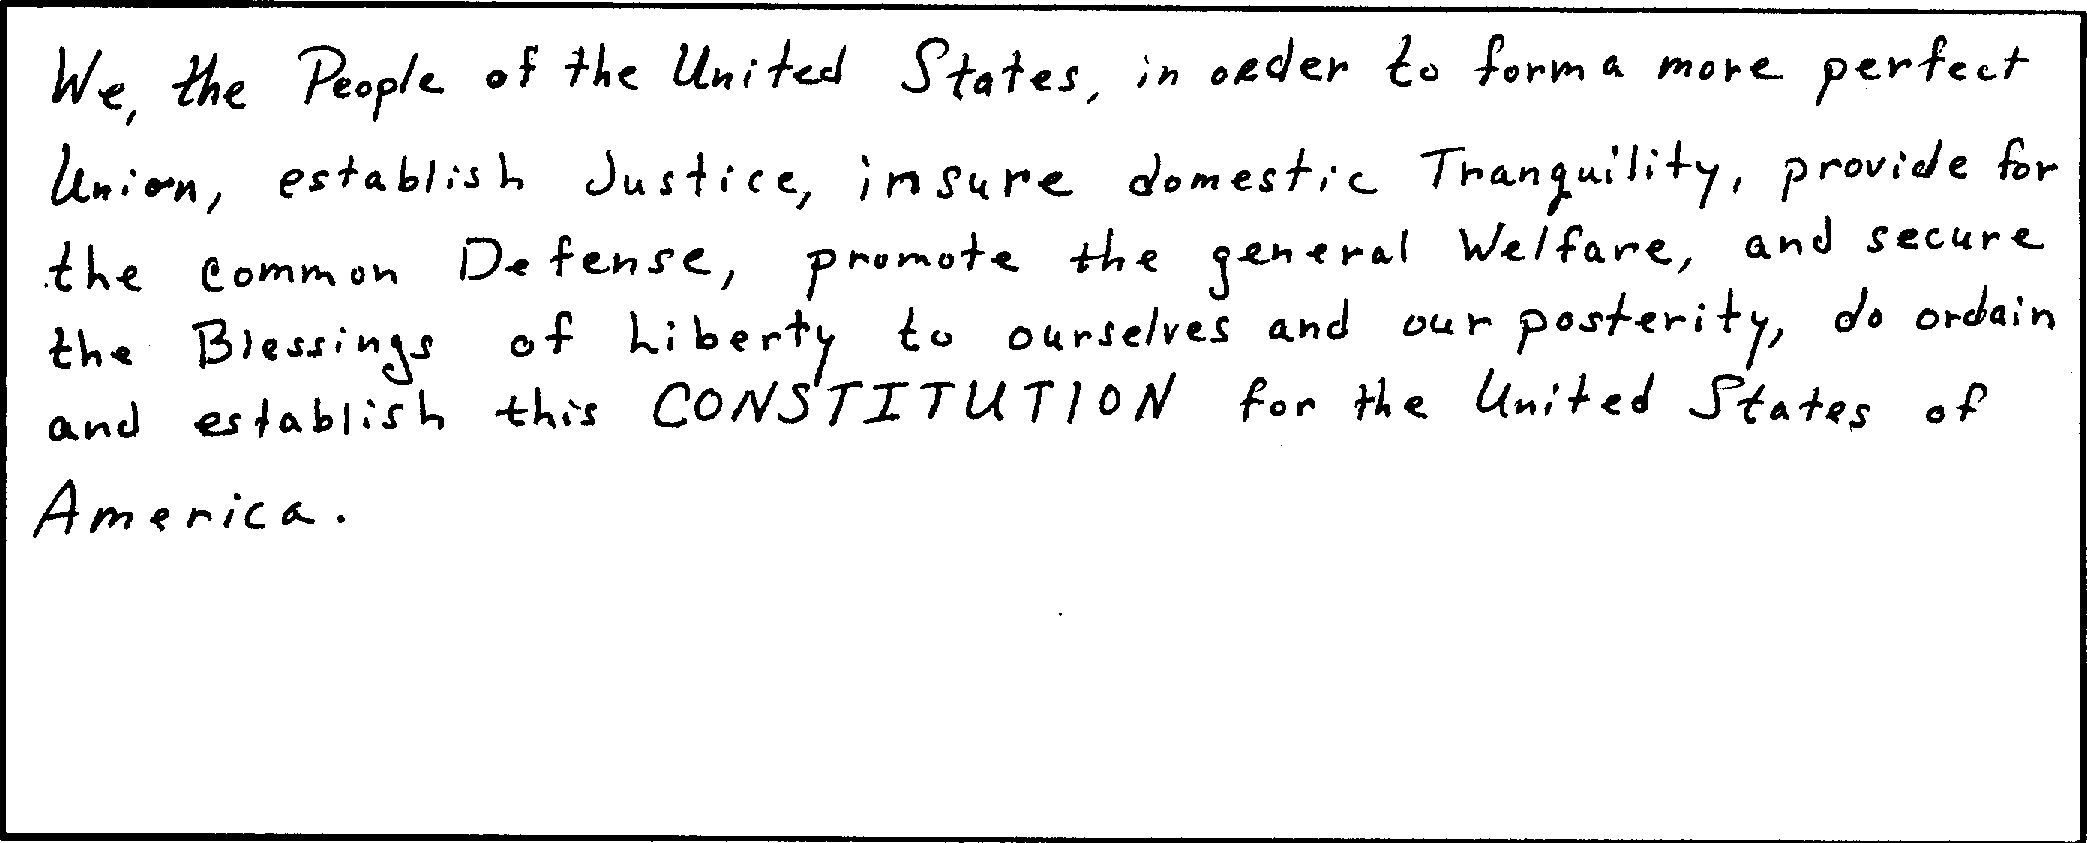 We, the People of the United States, in order to form a more perfect
Union, establish Justice, insure domestic Tranquility, provide for
the common Defense, promote the general Welfare, and secure
the Blessings of Liberty to ourselves and our posterity, do ordain
and establish this CONSTITUTION for the United States of
America.